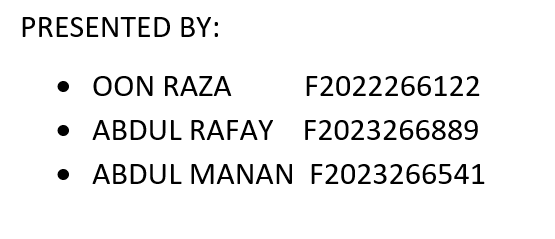 PRESENTED BY:
• OON RAZA F2022266122
• ABDUL RAFAY F2023266889
• ABDUL MANAN F2023266541